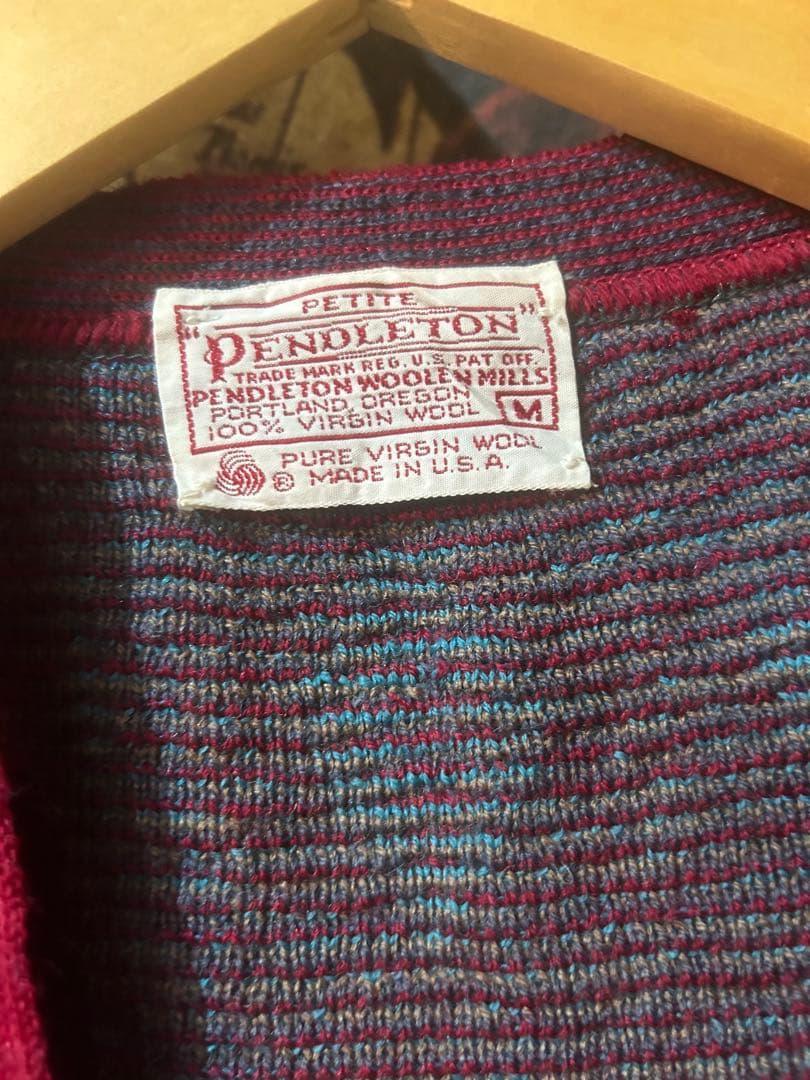 PETITE
"PENDLETON"
TRADE MARK REG. U.S. PAT. OFF.
PENDLETON WOOLEN MILLS
PORTLAND, OREGON
100% VIRGIN WOOL M
PURE VIRGIN WOOL
® MADE IN U.S.A.